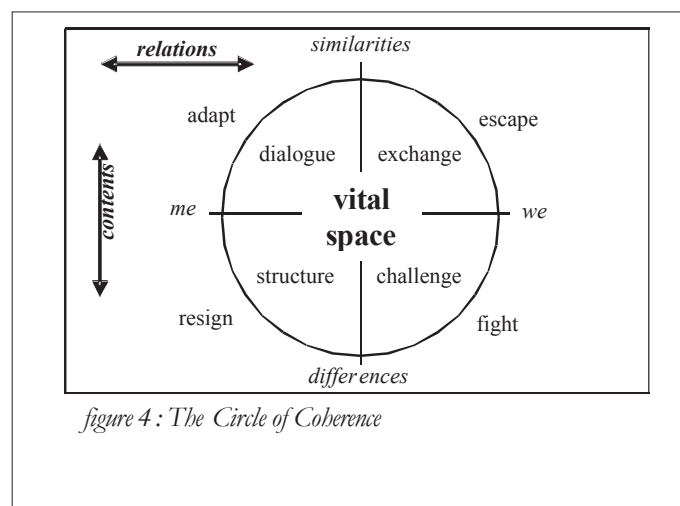 relations
similarities
adapt
escape
dialogue exchange
contents
me
vital
space
we
structure challenge
resign
fight
differences
figure 4 : The Circle of Coherence